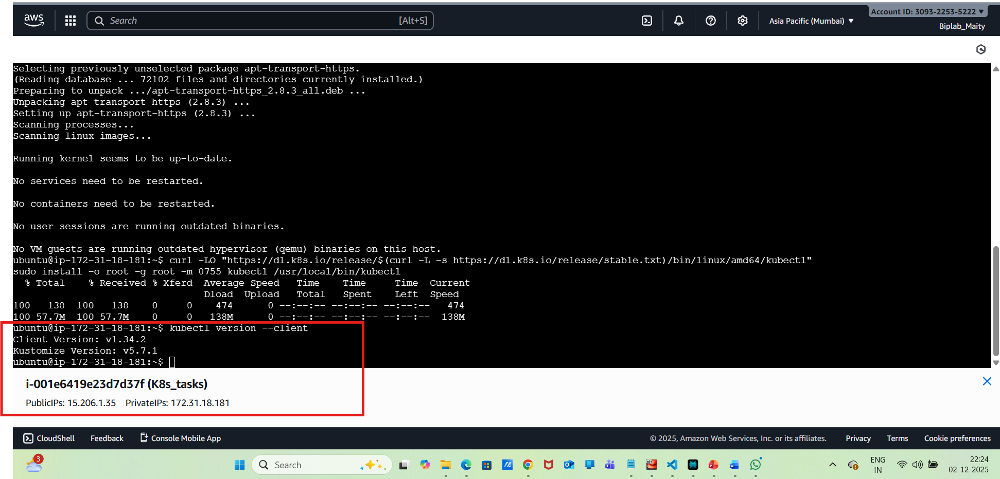 aws
Search [Alt+S]
Asia Pacific (Mumbai)
Account ID: 3093-2253-5222
Biplab_Maity
Selecting previously unselected package apt-transport-https.
(Reading database ... 72102 files and directories currently installed.)
Preparing to unpack .../apt-transport-https_2.8.3_all.deb ...
Unpacking apt-transport-https (2.8.3) ...
Setting up apt-transport-https (2.8.3) ...
Scanning processes...
Scanning linux images...
Running kernel seems to be up-to-date.
No services need to be restarted.
No containers need to be restarted.
No user sessions are running outdated binaries.
No VM guests are running outdated hypervisor (qemu) binaries on this host.
ubuntu@ip-172-31-18-181:~$ curl -LO "https://dl.k8s.io/release/$(curl -L -s https://dl.k8s.io/release/stable.txt)/bin/linux/amd64/kubectl"
sudo install -o root -g root -m 0755 kubectl /usr/local/bin/kubectl
% Total % Received % Xferd Average Speed Time Time Time Current
Dload Upload Total Spent Left Speed
100 138 100 138 0 0 474 0 --:--:-- --:--:-- --:--:-- 474
100 57.7M 100 57.7M 0 0 138M 0 --:--:-- --:--:-- --:--:-- 138M
ubuntu@ip-172-31-18-181:~$ kubectl version --client
Client Version: v1.34.2
Kustomize Version: v5.7.1
ubuntu@ip-172-31-18-181:~$
i-001e6419e23d7d37f (K8s_tasks)
PublicIPs: 15.206.1.35 PrivateIPs: 172.31.18.181
CloudShell Feedback Console Mobile App © 2025, Amazon Web Services, Inc. or its affiliates. Privacy Terms Cookie preferences
3
Search
ENG
IN
22:24
02-12-2025